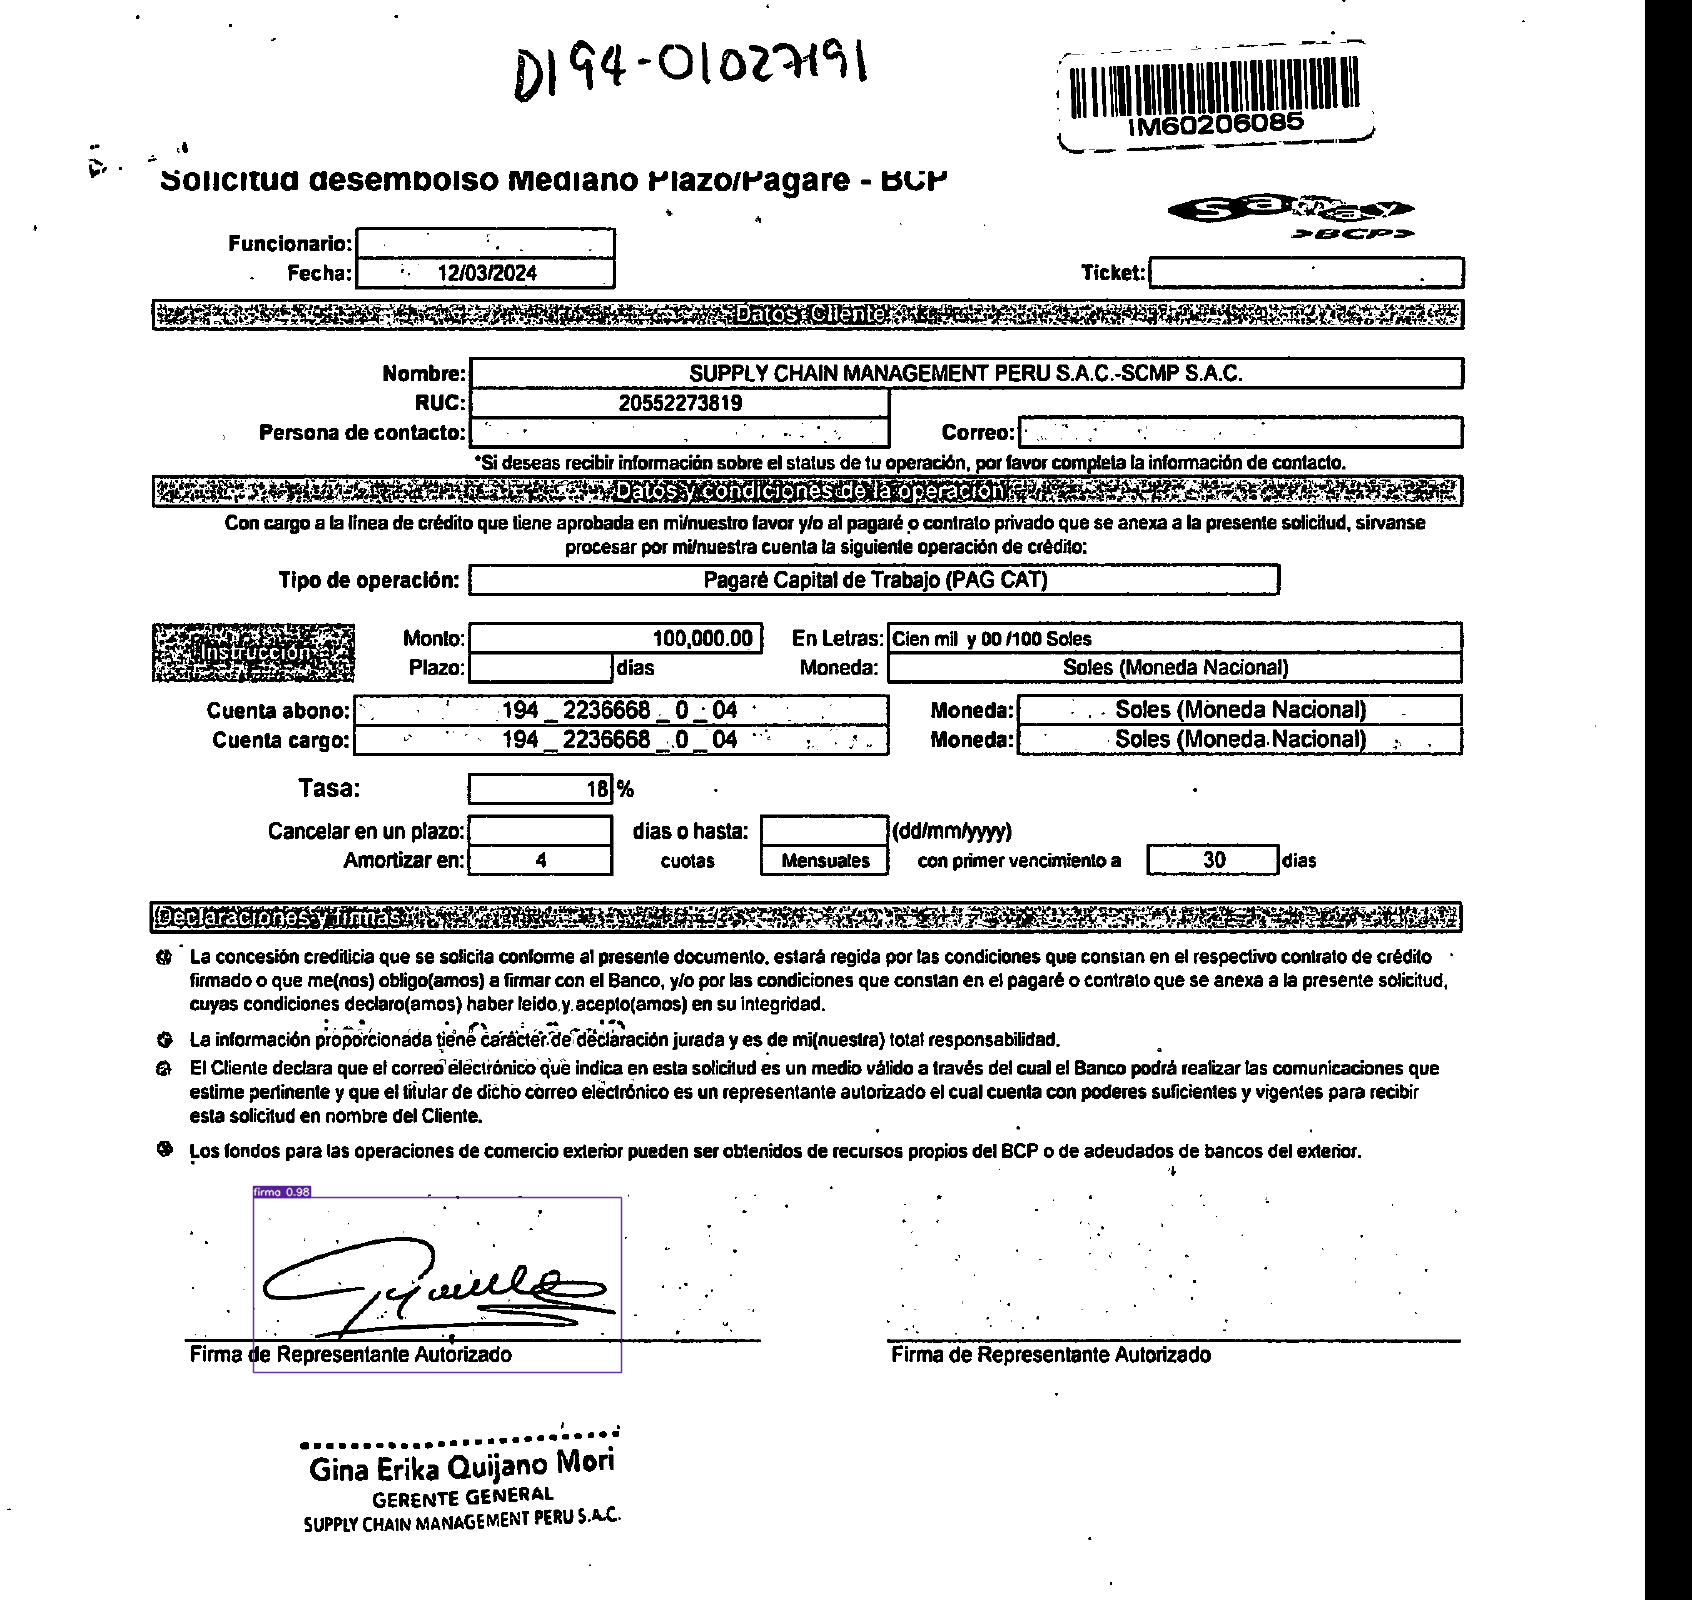 D194-01027191
IM60206085
Solicitud desembolso Mediano Plazo/Pagaré - BCP
Samay
>BCP>
Funcionario:
Fecha: 12/03/2024
Ticket:
Datos Cliente
Nombre: SUPPLY CHAIN MANAGEMENT PERU S.A.C.-SCMP S.A.C.
RUC: 20552273819
Persona de contacto: Correo:
*Si deseas recibir información sobre el status de tu operación, por favor completa la información de contacto.
Datos y condiciones de la operación
Con cargo a la línea de crédito que tiene aprobada en mi/nuestro favor y/o al pagaré o contrato privado que se anexa a la presente solicitud, sirvanse
procesar por mi/nuestra cuenta la siguiente operación de crédito:
Tipo de operación: Pagaré Capital de Trabajo (PAG CAT)
Instrucción
Monto: 100,000.00 En Letras: Cien mil y 00 /100 Soles
Plazo: dias Moneda: Soles (Moneda Nacional)
Cuenta abono: 194 _ 2236668 _ 0 _ 04 Moneda: Soles (Moneda Nacional)
Cuenta cargo: 194 _ 2236668 _ 0 _ 04 Moneda: Soles (Moneda Nacional)
Tasa: 18 %
Cancelar en un plazo: dias o hasta: (dd/mm/yyyy)
Amortizar en: 4 cuotas Mensuales con primer vencimiento a 30 dias
Declaraciones y firmas
La concesión crediticia que se solicita conforme al presente documento, estará regida por las condiciones que constan en el respectivo contrato de crédito
firmado o que me(nos) obligo(amos) a firmar con el Banco, y/o por las condiciones que constan en el pagaré o contrato que se anexa a la presente solicitud,
cuyas condiciones declaro(amos) haber leido y acepto(amos) en su integridad.
La información proporcionada tiene carácter de declaración jurada y es de mi(nuestra) total responsabilidad.
El Cliente declara que el correo electrónico que indica en esta solicitud es un medio válido a través del cual el Banco podrá realizar las comunicaciones que
estime pertinente y que el titular de dicho correo electrónico es un representante autorizado el cual cuenta con poderes suficientes y vigentes para recibir
esta solicitud en nombre del Cliente.
Los fondos para las operaciones de comercio exterior pueden ser obtenidos de recursos propios del BCP o de adeudados de bancos del exterior.
firma 0.98
Firma de Representante Autorizado
Firma de Representante Autorizado
Gina Erika Quijano Mori
GERENTE GENERAL
SUPPLY CHAIN MANAGEMENT PERU S.A.C.